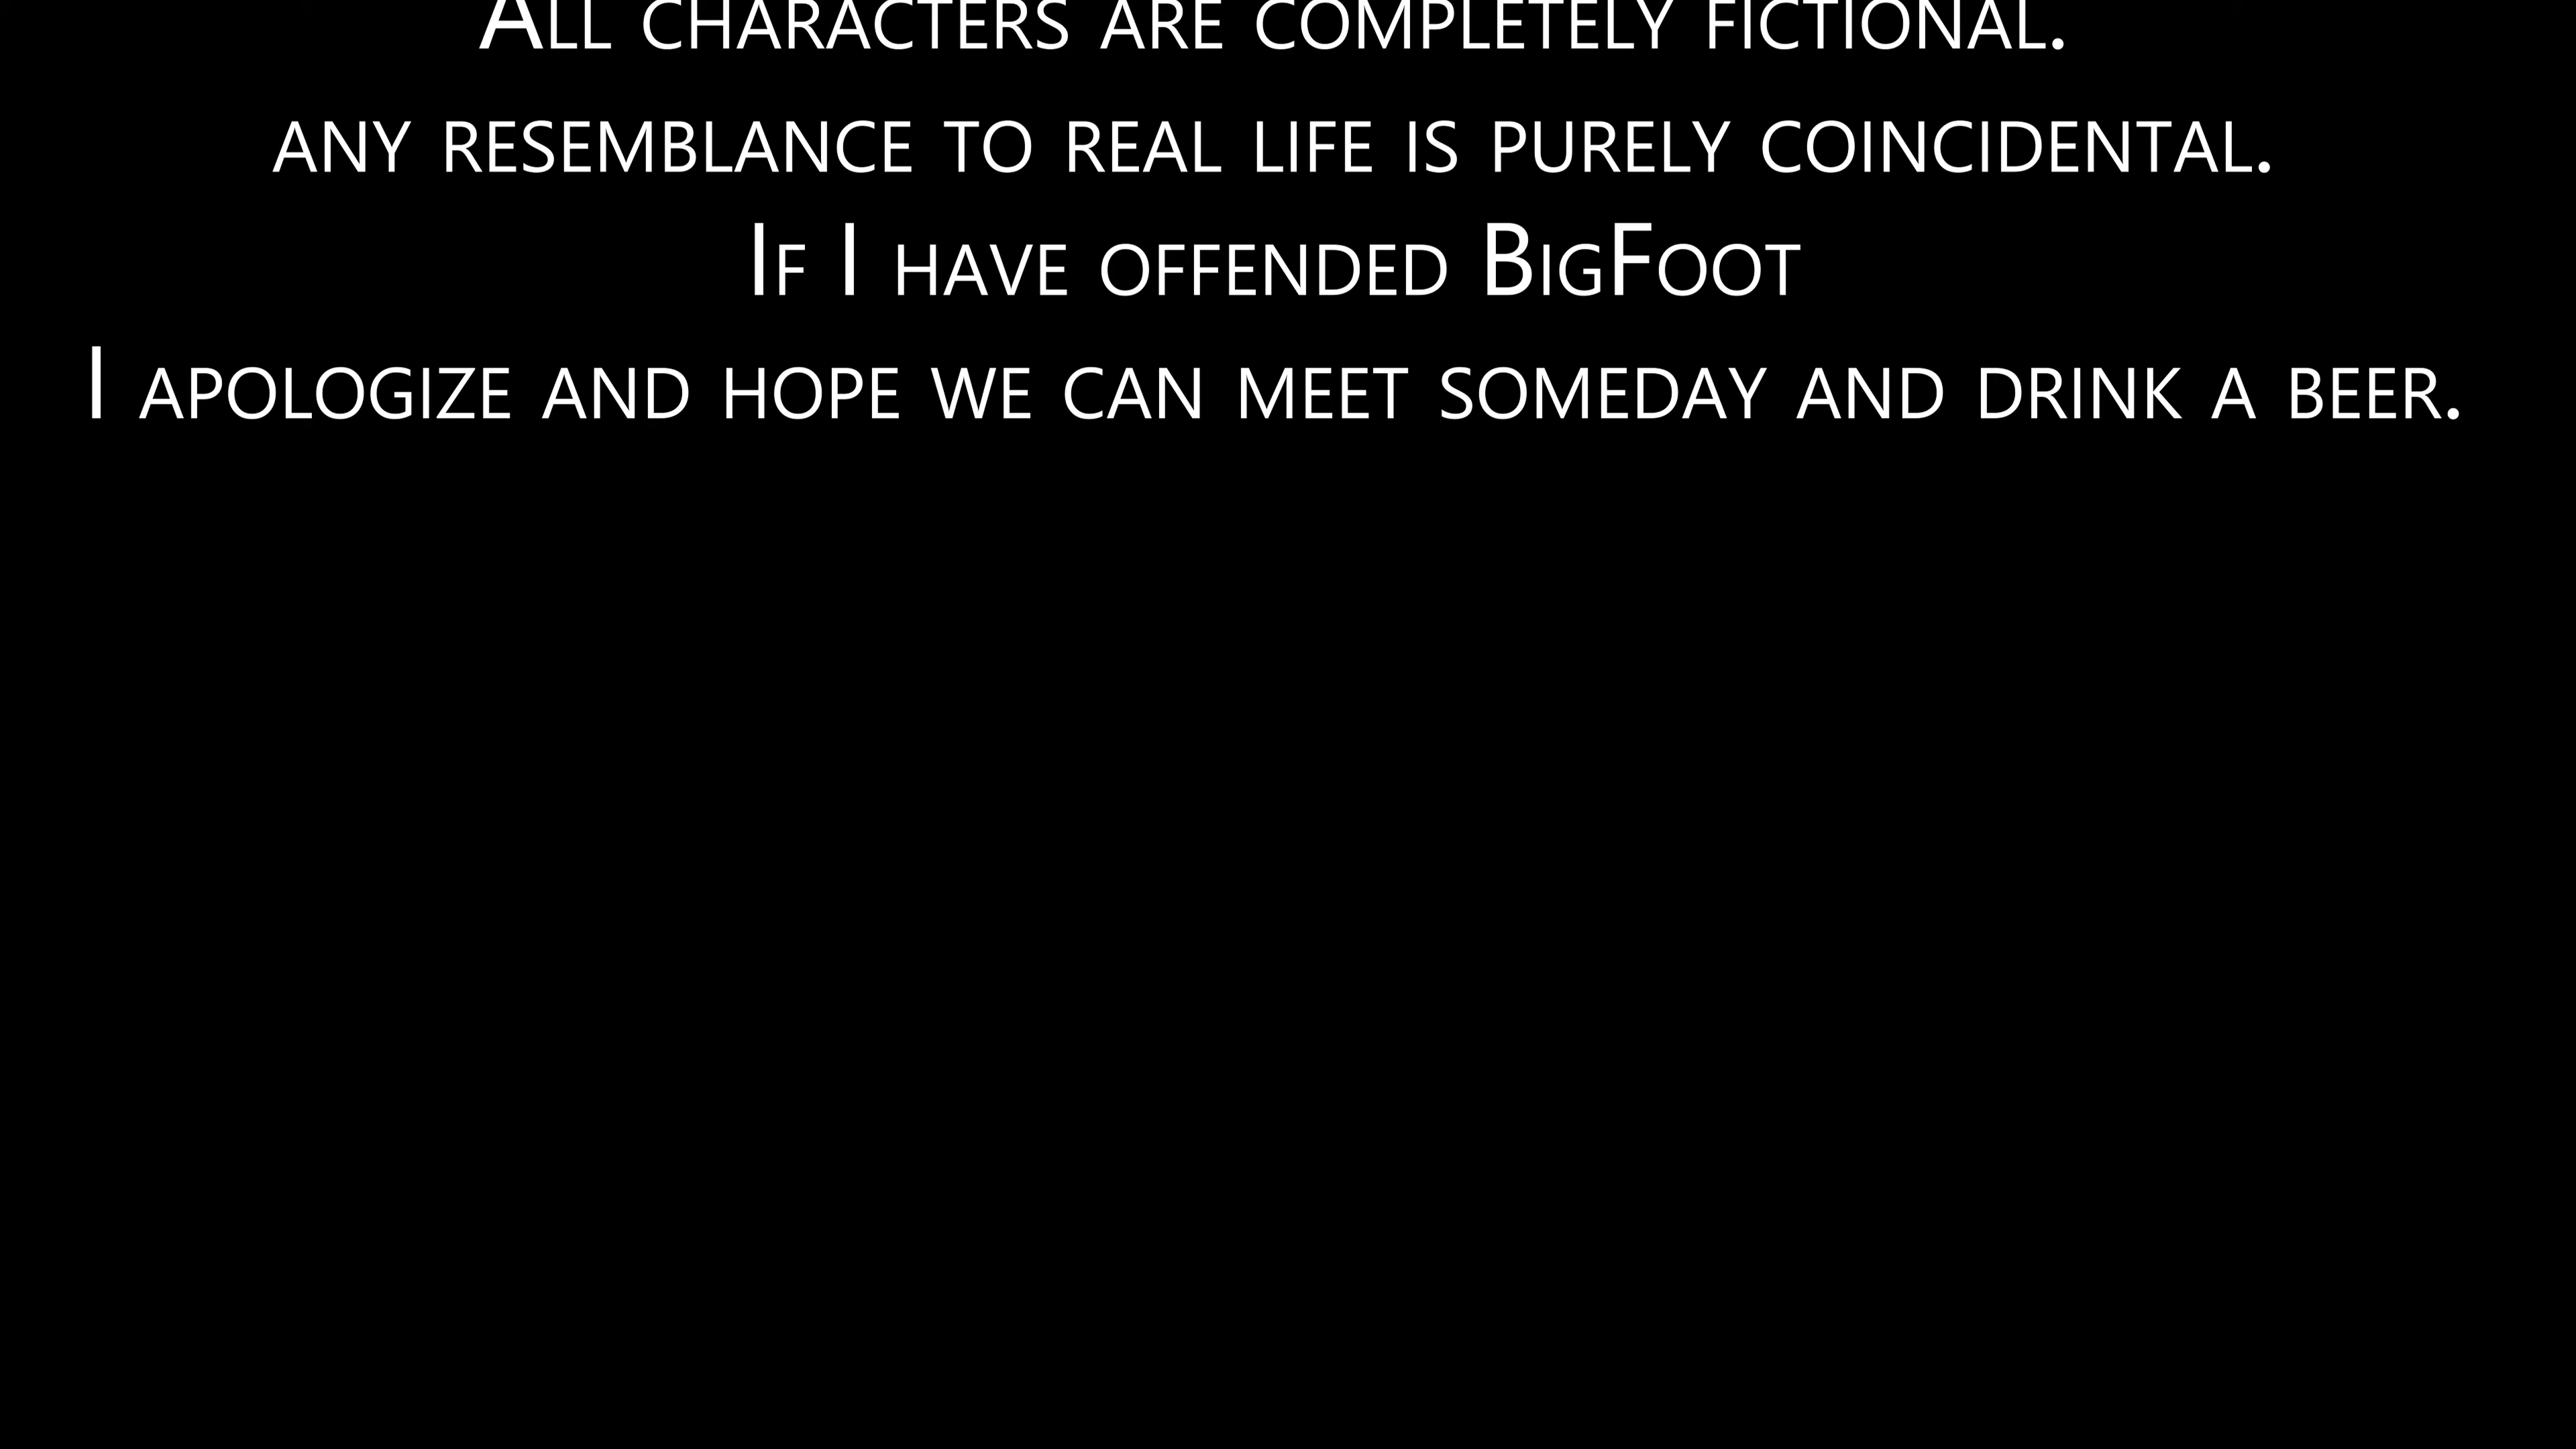 All characters are completely fictional.
any resemblance to real life is purely coincidental.
If I have offended BigFoot
I apologize and hope we can meet someday and drink a beer.